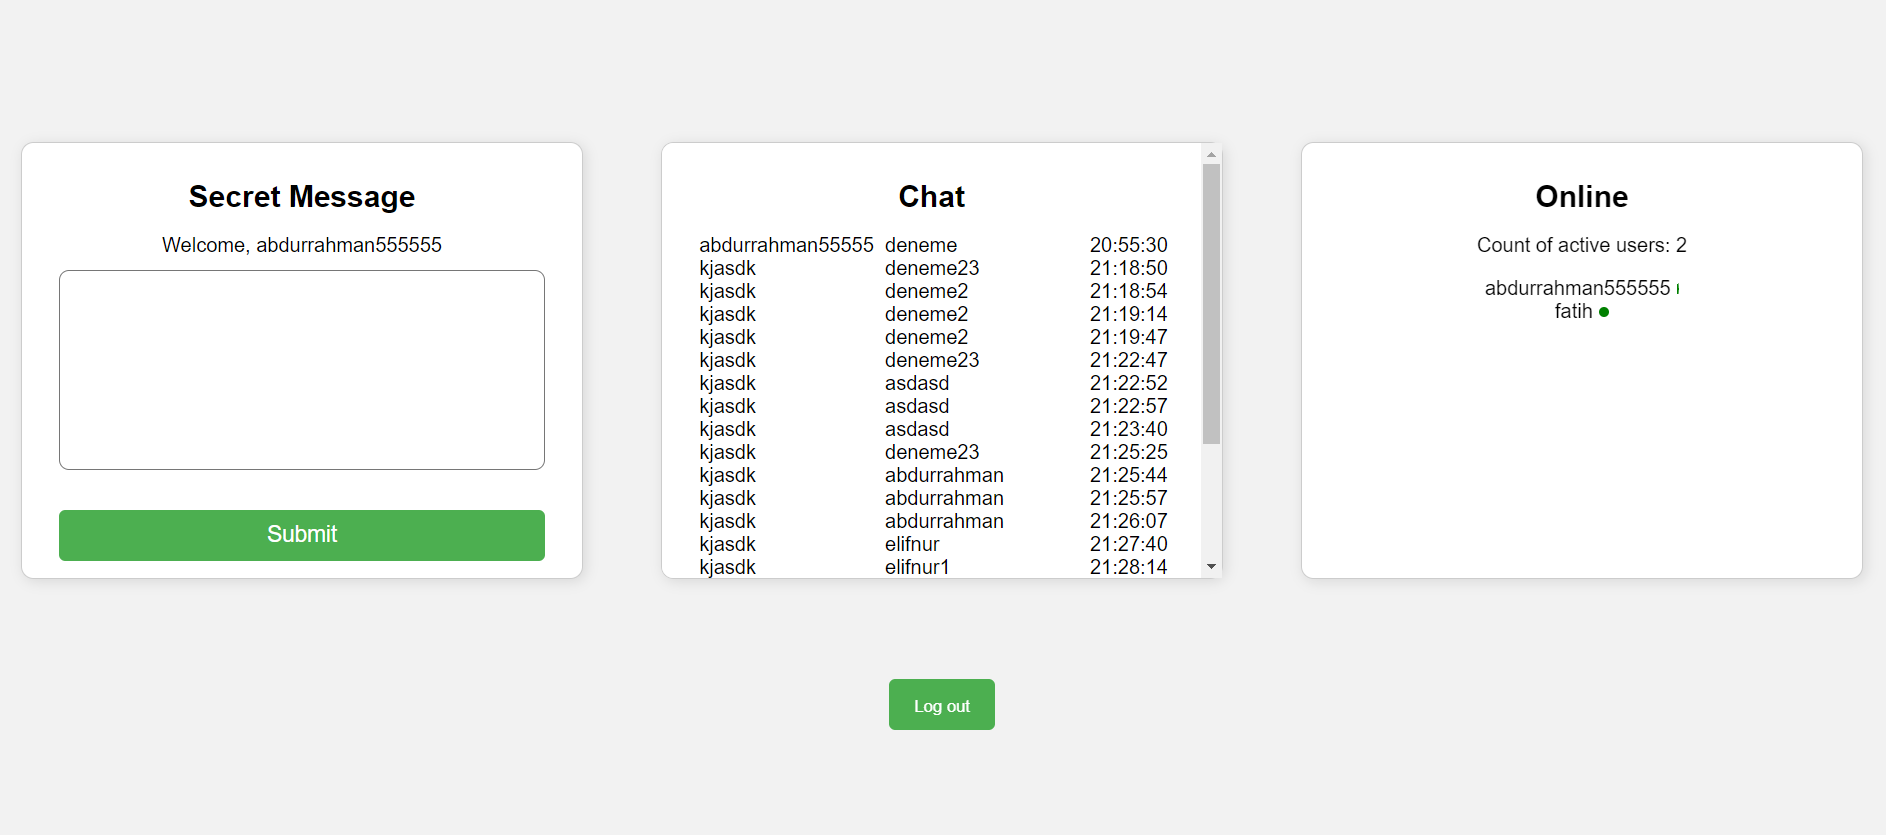 Secret Message
Welcome, abdurrahman555555
Submit
Chat
abdurrahman55555 deneme 20:55:30
kjasdk deneme23 21:18:50
kjasdk deneme2 21:18:54
kjasdk deneme2 21:19:14
kjasdk deneme2 21:19:47
kjasdk deneme23 21:22:47
kjasdk asdasd 21:22:52
kjasdk asdasd 21:22:57
kjasdk asdasd 21:23:40
kjasdk deneme23 21:25:25
kjasdk abdurrahman 21:25:44
kjasdk abdurrahman 21:25:57
kjasdk abdurrahman 21:26:07
kjasdk elifnur 21:27:40
kjasdk elifnur1 21:28:14
Online
Count of active users: 2
abdurrahman555555
fatih
Log out